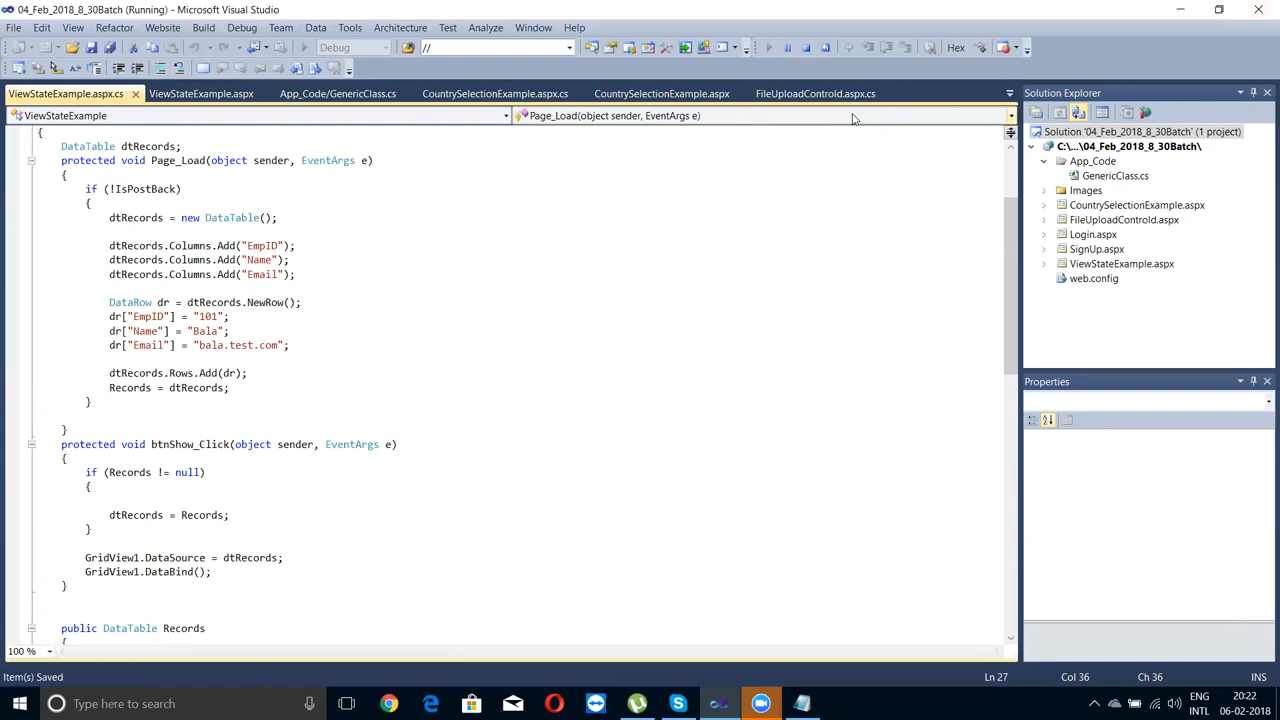 04_Feb_2018_8_30Batch (Running) - Microsoft Visual Studio
File Edit View Refactor Website Build Debug Team Data Tools Architecture Test Analyze Window Help
Debug // Hex
ViewStateExample.aspx.cs ViewStateExample.aspx App_Code/GenericClass.cs CountrySelectionExample.aspx.cs CountrySelectionExample.aspx FileUploadControld.aspx.cs
ViewStateExample Page_Load(object sender, EventArgs e)
{
DataTable dtRecords;
protected void Page_Load(object sender, EventArgs e)
{
if (!IsPostBack)
{
dtRecords = new DataTable();
dtRecords.Columns.Add("EmpID");
dtRecords.Columns.Add("Name");
dtRecords.Columns.Add("Email");
DataRow dr = dtRecords.NewRow();
dr["EmpID"] = "101";
dr["Name"] = "Bala";
dr["Email"] = "bala.test.com";
dtRecords.Rows.Add(dr);
Records = dtRecords;
}
}
protected void btnShow_Click(object sender, EventArgs e)
{
if (Records != null)
{
dtRecords = Records;
}
GridView1.DataSource = dtRecords;
GridView1.DataBind();
}
public DataTable Records
{
100 %
Solution Explorer
Solution '04_Feb_2018_8_30Batch' (1 project)
C:\...\04_Feb_2018_8_30Batch\
App_Code
GenericClass.cs
Images
CountrySelectionExample.aspx
FileUploadControld.aspx
Login.aspx
SignUp.aspx
ViewStateExample.aspx
web.config
Properties
Item(s) Saved Ln 27 Col 36 Ch 36 INS
Type here to search
ENG
INTL
20:22
06-02-2018